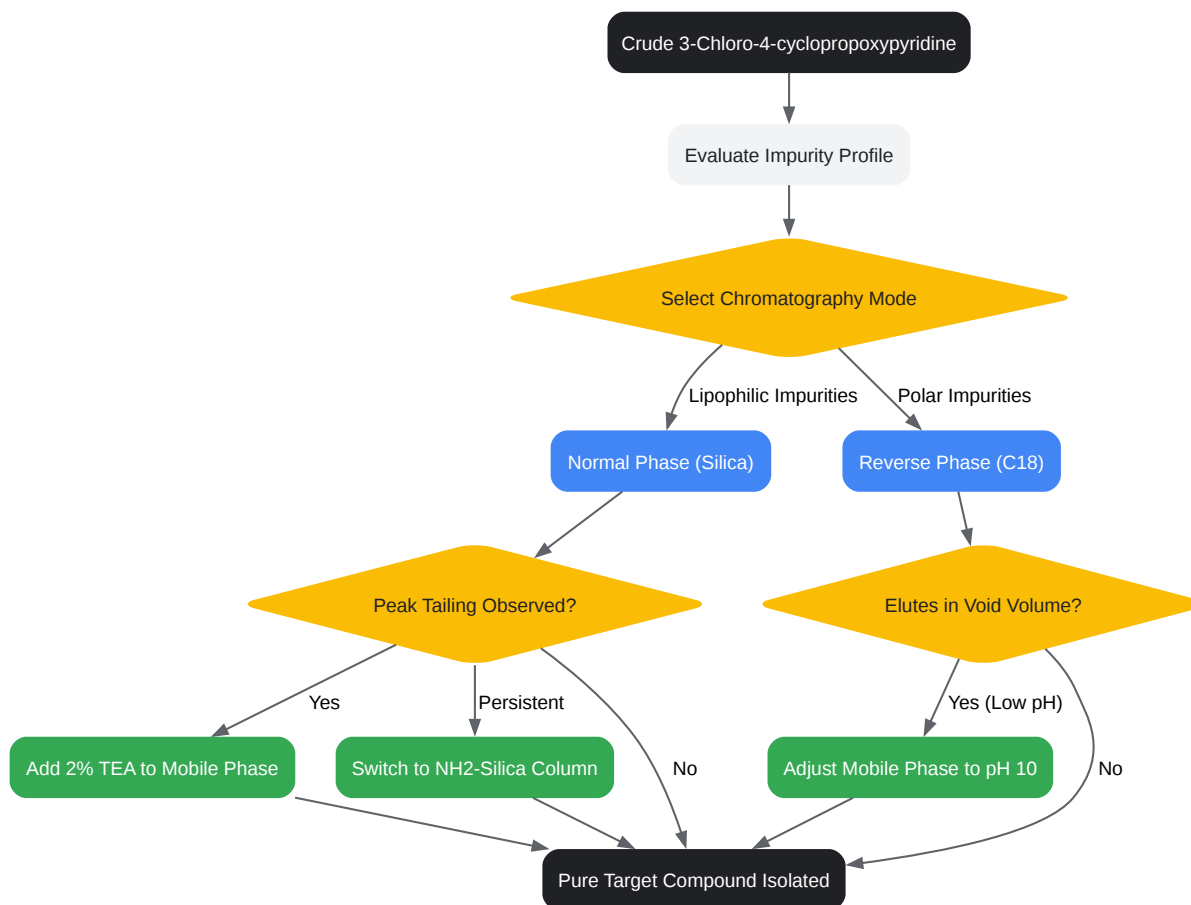 Crude 3-Chloro-4-cyclopropoxypyridine
Evaluate Impurity Profile
Select Chromatography Mode
Lipophilic Impurities
Polar Impurities
Normal Phase (Silica)
Reverse Phase (C18)
Peak Tailing Observed?
Elutes in Void Volume?
Yes
Persistent
No
Yes (Low pH)
No
Add 2% TEA to Mobile Phase
Switch to NH2-Silica Column
Adjust Mobile Phase to pH 10
Pure Target Compound Isolated